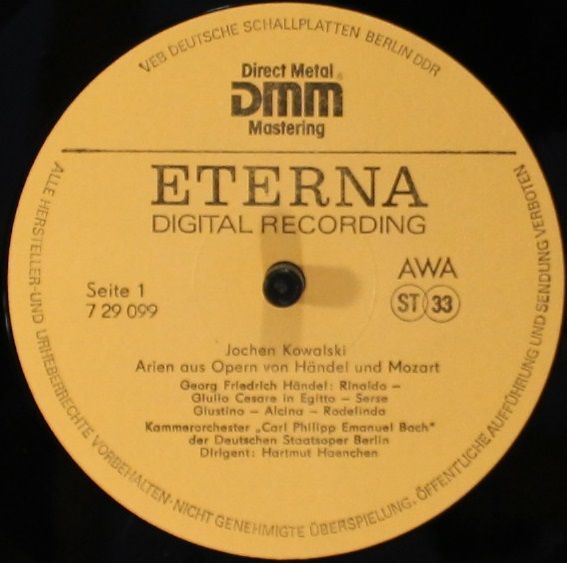 VEB DEUTSCHE SCHALLPLATTEN BERLIN DDR
Direct Metal
DMM
Mastering
ETERNA
DIGITAL RECORDING
Seite 1
7 29 099
AWA
ST 33
Jochen Kowalski
Arien aus Opern von Händel und Mozart
Georg Friedrich Händel: Rinaldo –
Giulio Cesare in Egitto – Serse
Giustino – Alcina – Rodelinda
Kammerorchester „Carl Philipp Emanuel Bach"
der Deutschen Staatsoper Berlin
Dirigent: Hartmut Haenchen
ALLE HERSTELLER-UND URHEBERRECHTE VORBEHALTEN·NICHT GENEHMIGTE ÜBERSPIELUNG, ÖFFENTLICHE AUFFÜHRUNG UND SENDUNG VERBOTEN